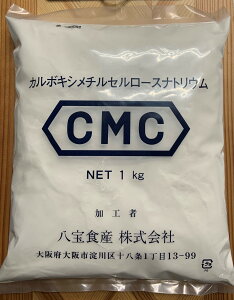 カルボキシメチルセルロースナトリウム
CMC
NET 1 kg
加工者
八宝食産 株式会社
大阪府大阪市淀川区十八条1丁目13-99